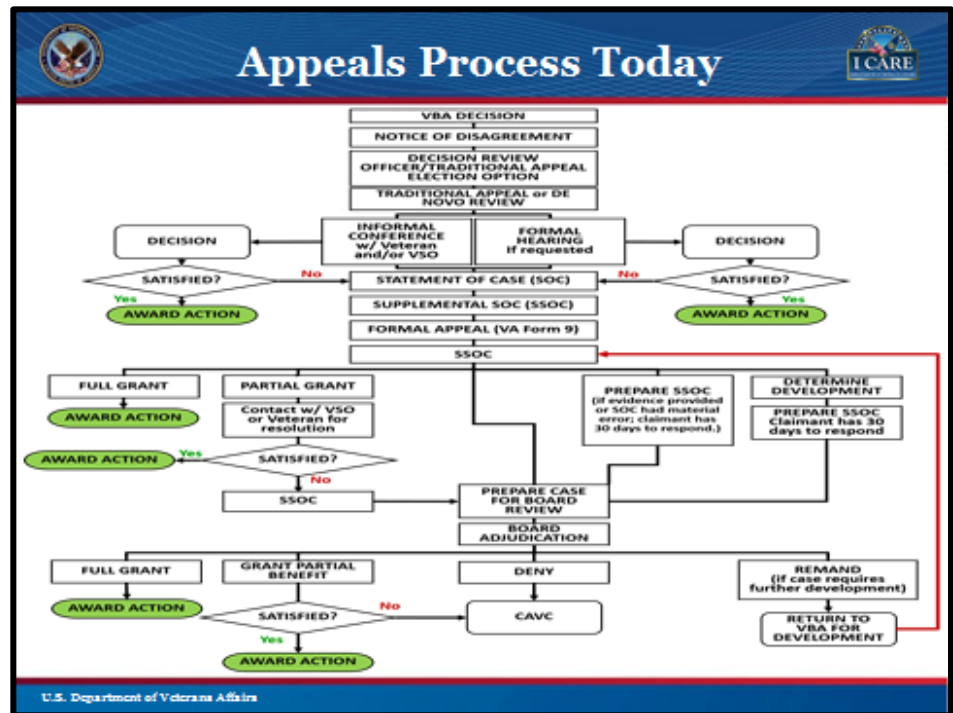 Appeals Process Today
I CARE
VBA DECISION
NOTICE OF DISAGREEMENT
DECISION REVIEW
OFFICER/TRADITIONAL APPEAL
ELECTION OPTION
TRADITIONAL APPEAL or DE
NOVO REVIEW
DECISION
INFORMAL
CONFERENCE
w/ Veteran
and/or VSO
FORMAL
HEARING
if requested
DECISION
SATISFIED?
No
STATEMENT OF CASE (SOC)
No
SATISFIED?
Yes
AWARD ACTION
SUPPLEMENTAL SOC (SSOC)
Yes
AWARD ACTION
FORMAL APPEAL (VA Form 9)
SSOC
FULL GRANT
AWARD ACTION
PARTIAL GRANT
Contact w/ VSO
or Veteran for
resolution
PREPARE SSOC
(if evidence provided
or SOC had material
error; claimant has
30 days to respond.)
DETERMINE
DEVELOPMENT
PREPARE SSOC
Claimant has 30
days to respond
AWARD ACTION
Yes
SATISFIED?
No
SSOC
PREPARE CASE
FOR BOARD
REVIEW
BOARD
ADJUDICATION
FULL GRANT
AWARD ACTION
GRANT PARTIAL
BENEFIT
DENY
REMAND
(if case requires
further development)
SATISFIED?
No
CAVC
RETURN TO
VBA FOR
DEVELOPMENT
Yes
AWARD ACTION
U.S. Department of Veterans Affairs